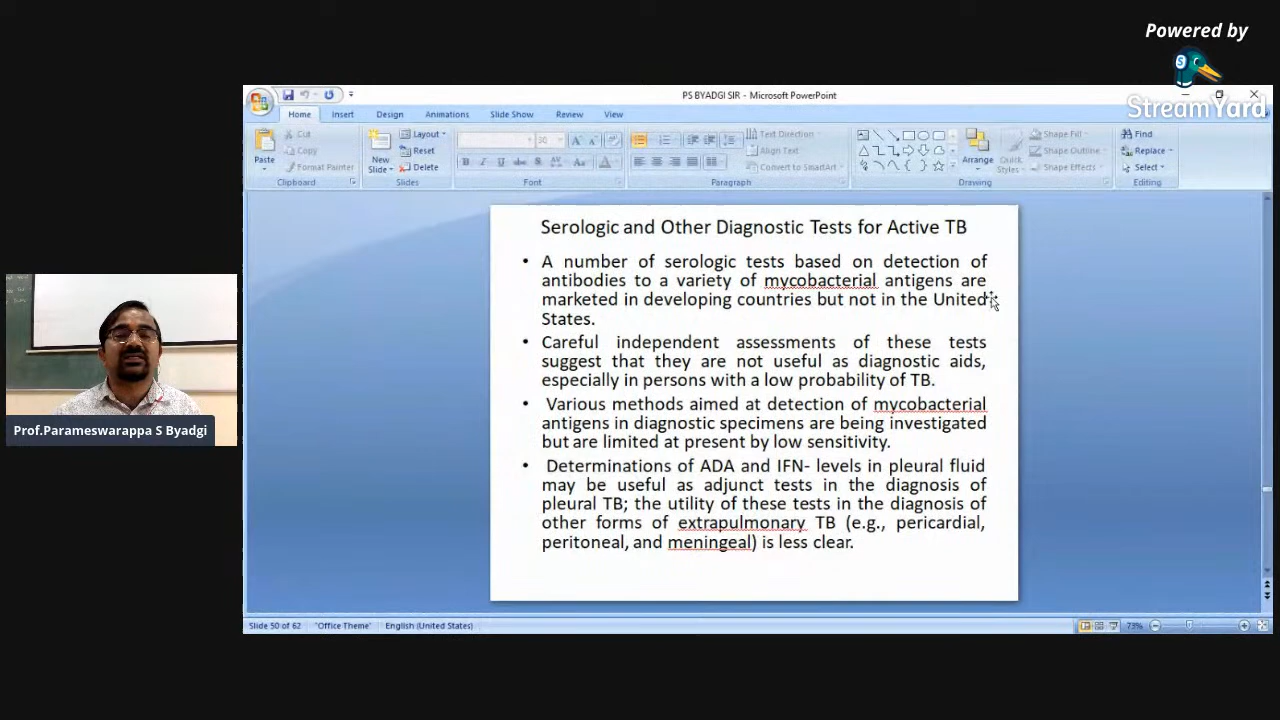 Powered by
StreamYard
PS BYADGI SIR - Microsoft PowerPoint
Home Insert Design Animations Slide Show Review View
Cut
Copy
Format Painter
Paste
Clipboard
New
Slide
Layout
Reset
Delete
Slides
Font
Text Direction
Align Text
Convert to SmartArt
Paragraph
Arrange
Quick
Styles
Shape Fill
Shape Outline
Shape Effects
Drawing
Find
Replace
Select
Editing
Serologic and Other Diagnostic Tests for Active TB
• A number of serologic tests based on detection of
antibodies to a variety of mycobacterial antigens are
marketed in developing countries but not in the United
States.
• Careful independent assessments of these tests
suggest that they are not useful as diagnostic aids,
especially in persons with a low probability of TB.
• Various methods aimed at detection of mycobacterial
antigens in diagnostic specimens are being investigated
but are limited at present by low sensitivity.
• Determinations of ADA and IFN- levels in pleural fluid
may be useful as adjunct tests in the diagnosis of
pleural TB; the utility of these tests in the diagnosis of
other forms of extrapulmonary TB (e.g., pericardial,
peritoneal, and meningeal) is less clear.
Prof.Parameswarappa S Byadgi
Slide 50 of 62 "Office Theme" English (United States) 73%